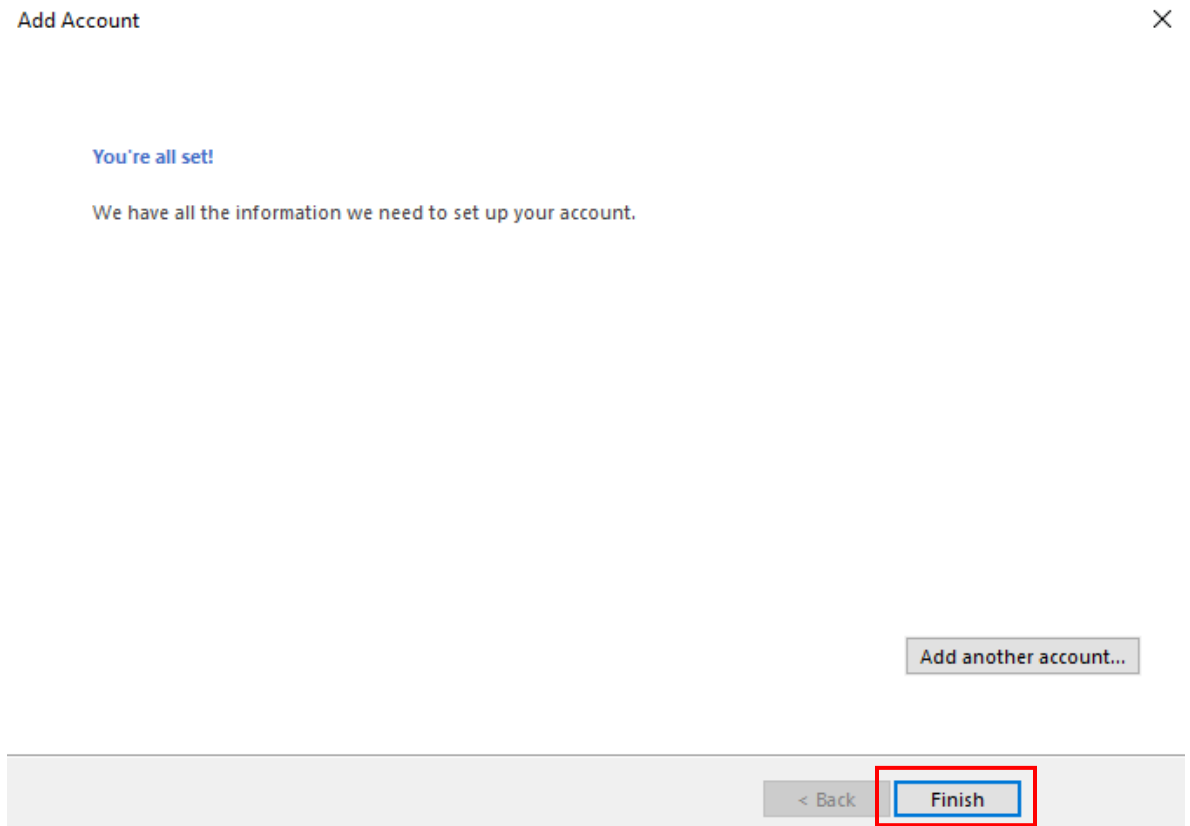 Add Account
You're all set!
We have all the information we need to set up your account.
Add another account...
< Back
Finish